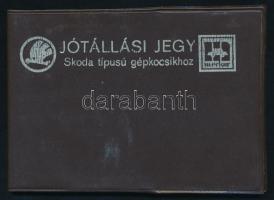 JÓTÁLLÁSI JEGY
Skoda típusú gépkocsikhoz
darabanth